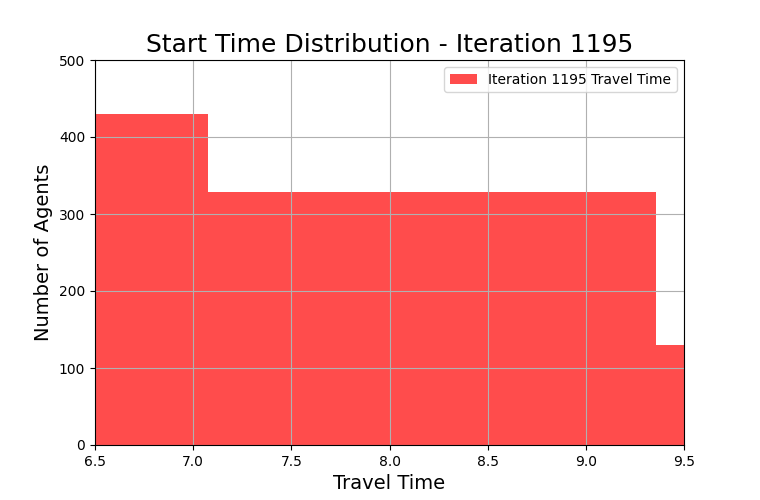 Start Time Distribution - Iteration 1195
Iteration 1195 Travel Time
Number of Agents
500
400
300
200
100
0
6.5 7.0 7.5 8.0 8.5 9.0 9.5
Travel Time